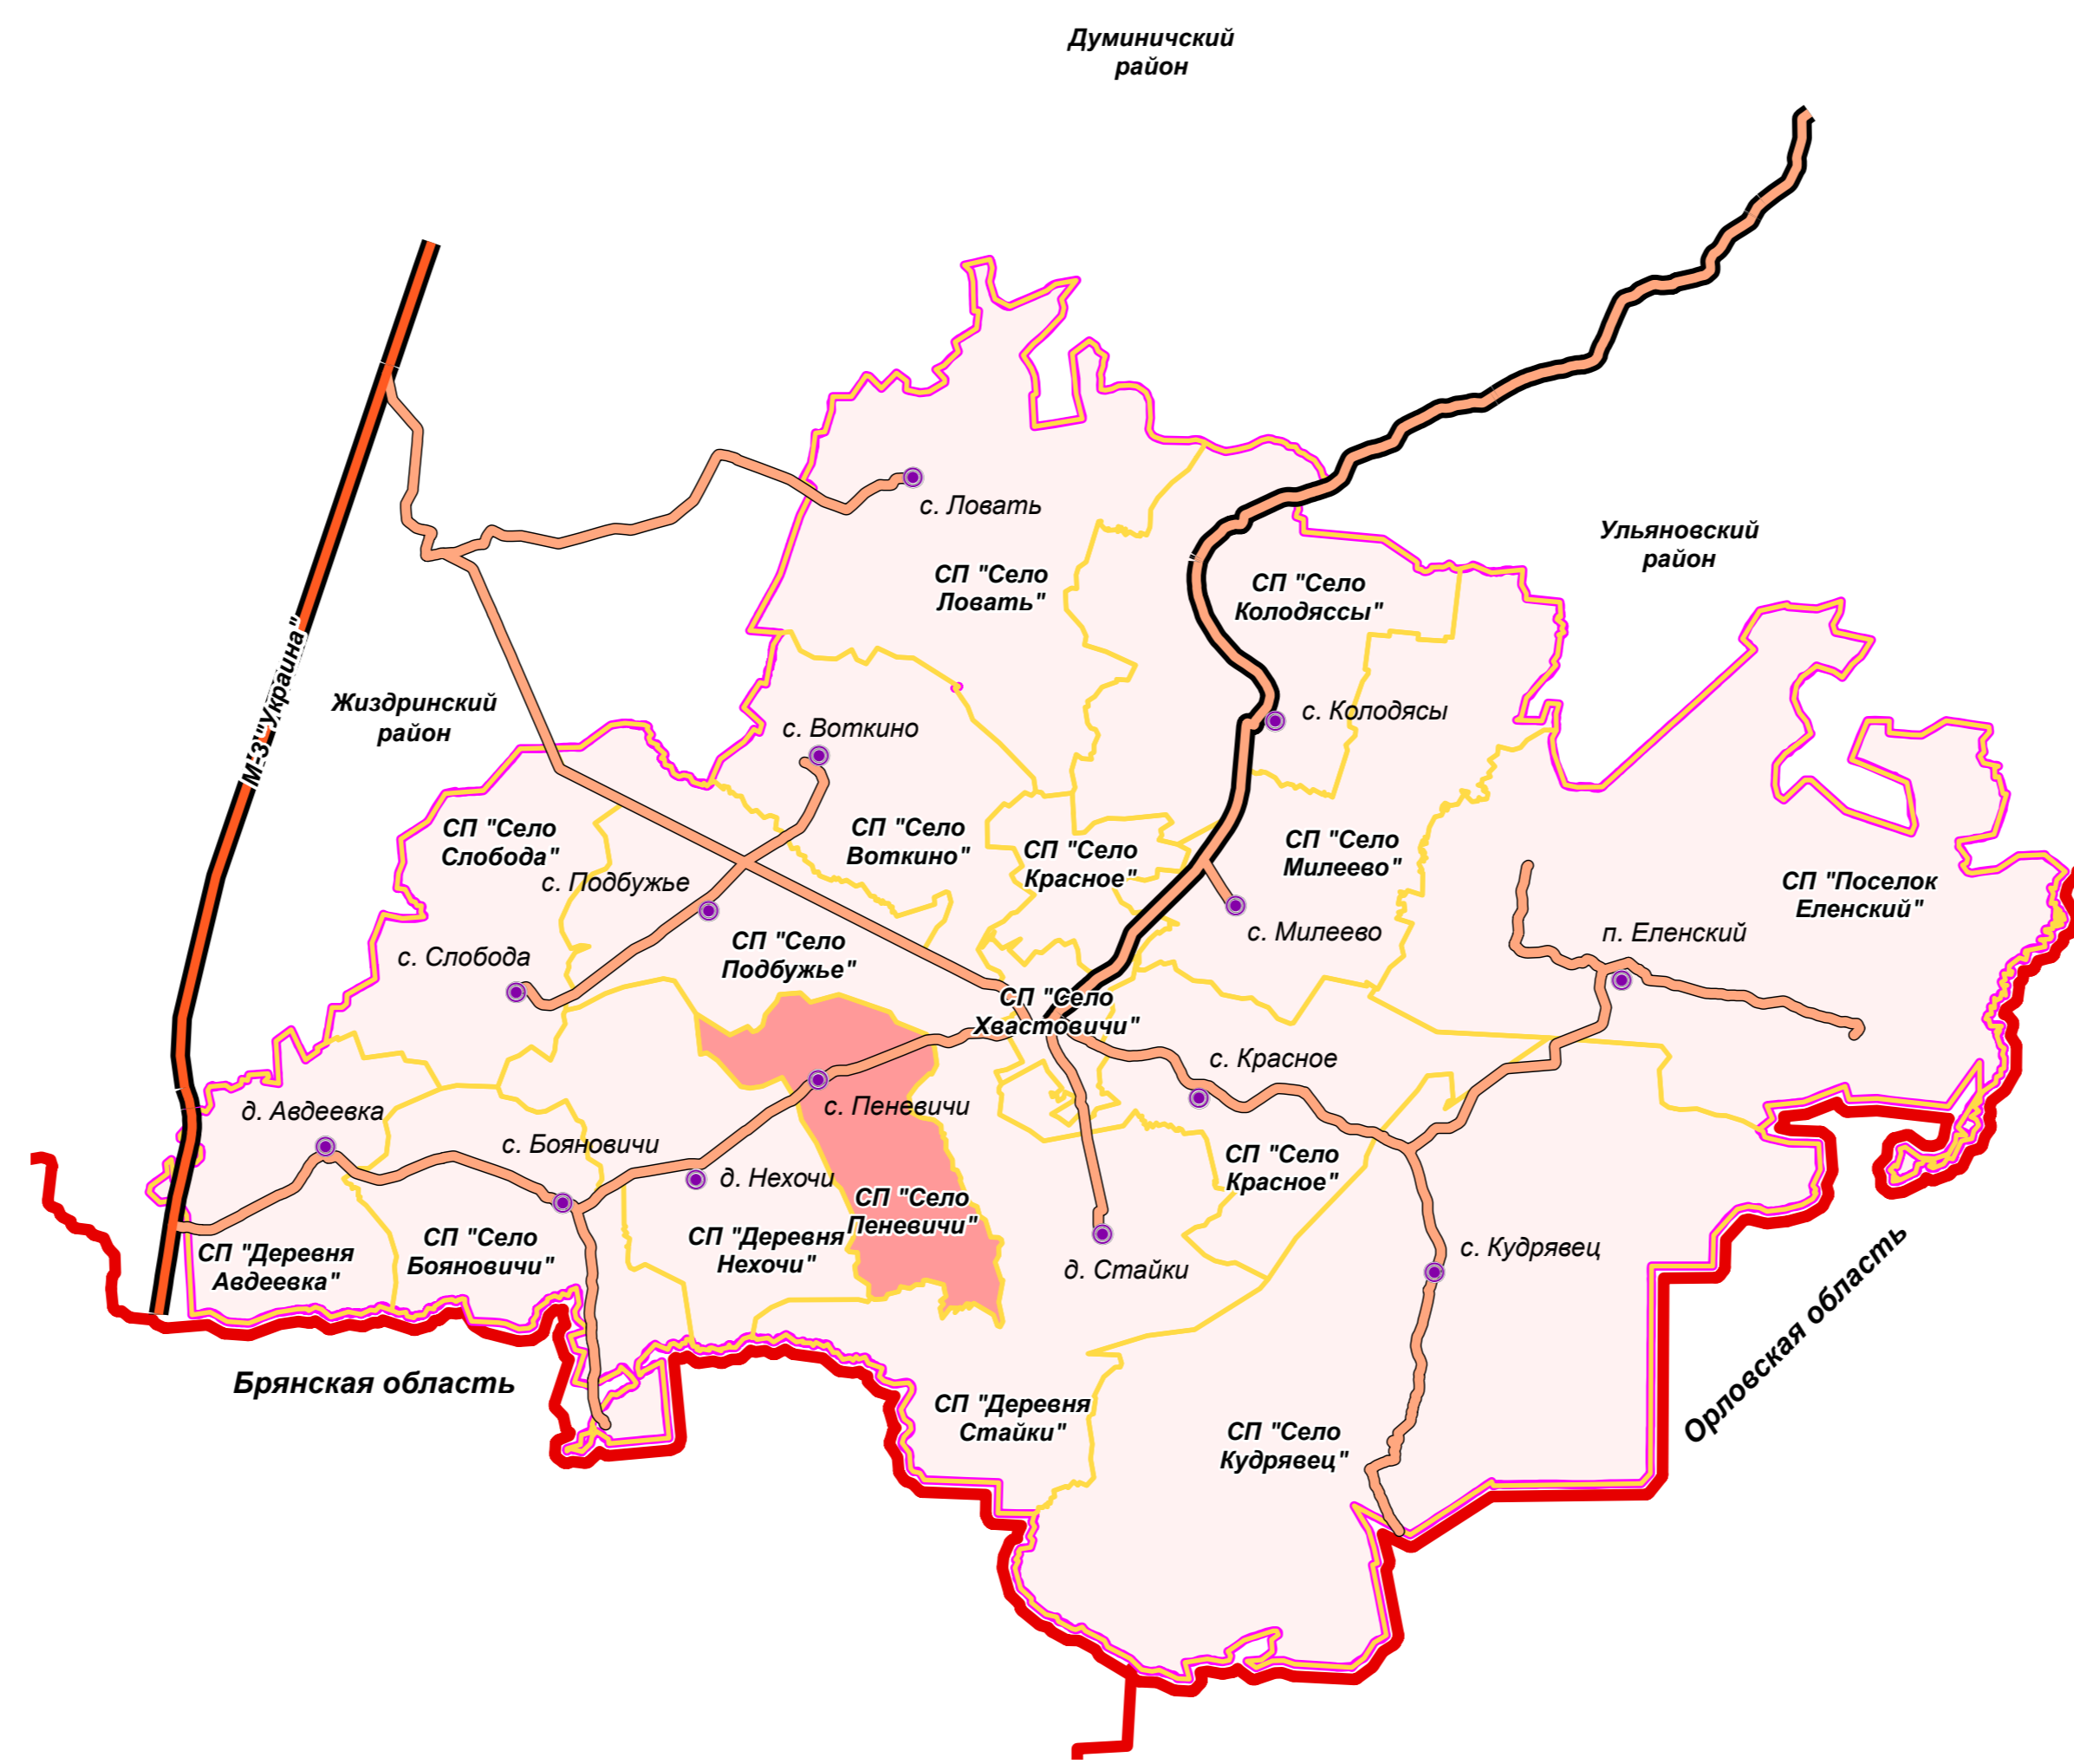 Думиничский
район
Ульяновский
район
с. Ловать
СП "Село
Ловать"
СП "Село
Колодяссы"
М-3 "Украина"
Жиздринский
район
с. Воткино
с. Колодясы
СП "Село
Слобода"
СП "Село
Воткино"
СП "Село
Красное"
СП "Село
Милеево"
с. Подбужье
СП "Поселок
Еленский"
с. Слобода
СП "Село
Подбужье"
с. Милеево
п. Еленский
СП "Село
Хвастовичи"
с. Красное
д. Авдеевка
с. Пеневичи
с. Бояновичи
д. Нехочи
СП "Село
Красное"
СП "Село
Пеневичи"
СП "Деревня
Авдеевка"
СП "Село
Бояновичи"
СП "Деревня
Нехочи"
д. Стайки
с. Кудрявец
Брянская область
Орловская область
СП "Деревня
Стайки"
СП "Село
Кудрявец"